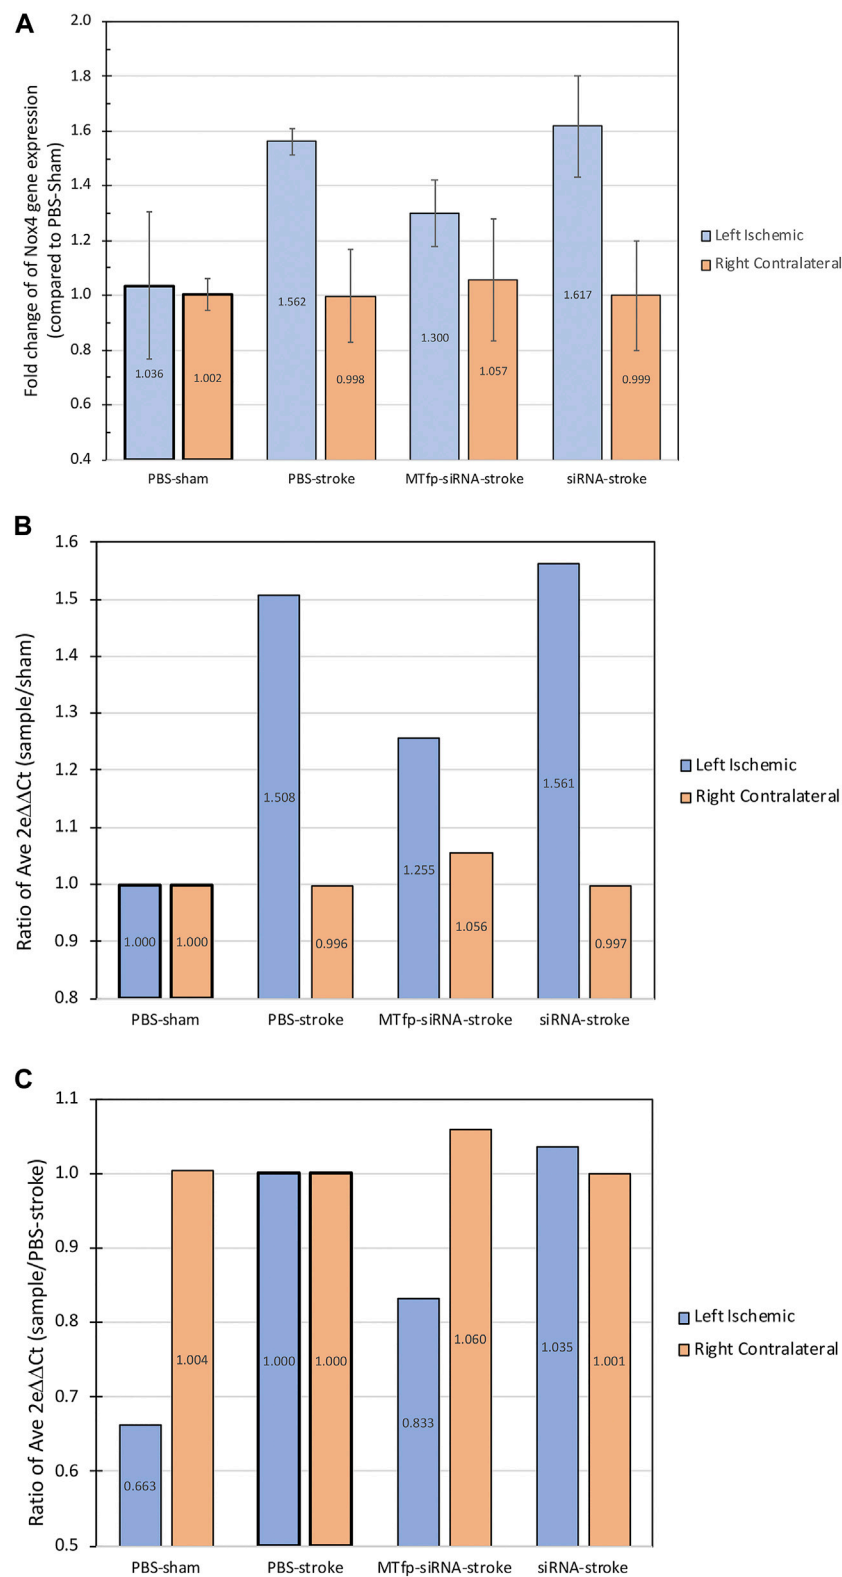 A
Fold change of of Nox4 gene expression
(compared to PBS-Sham)
2.0
1.8
1.6
1.4
1.2
1.0
0.8
0.6
0.4
1.036
1.002
1.562
0.998
1.300
1.057
1.617
0.999
PBS-sham
PBS-stroke
MTfp-siRNA-stroke
siRNA-stroke
Left Ischemic
Right Contralateral
B
Ratio of Ave 2e∆∆Ct (sample/sham)
1.6
1.5
1.4
1.3
1.2
1.1
1.0
0.9
0.8
1.000
1.000
1.508
0.996
1.255
1.056
1.561
0.997
PBS-sham
PBS-stroke
MTfp-siRNA-stroke
siRNA-stroke
Left Ischemic
Right Contralateral
C
Ratio of Ave 2e∆∆Ct (sample/PBS-stroke)
1.1
1.0
0.9
0.8
0.7
0.6
0.5
0.663
1.004
1.000
1.000
0.833
1.060
1.035
1.001
PBS-sham
PBS-stroke
MTfp-siRNA-stroke
siRNA-stroke
Left Ischemic
Right Contralateral